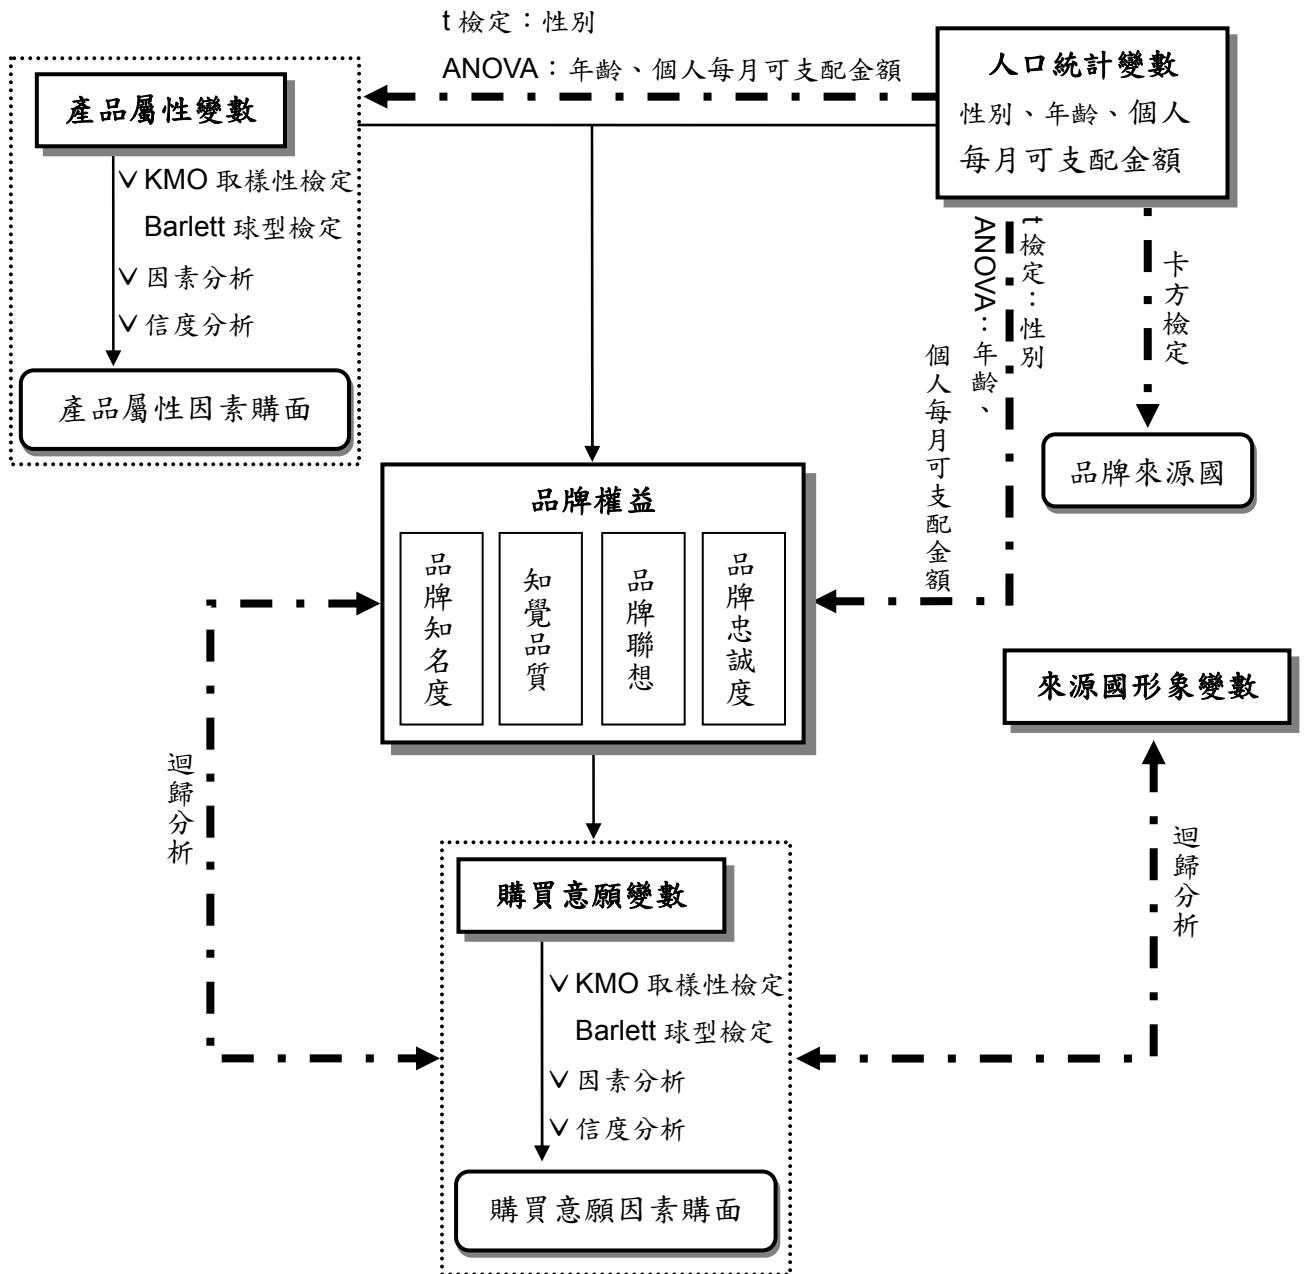 t 檢定：性別
ANOVA：年齡、個人每月可支配金額
人口統計變數
性別、年齡、個人
每月可支配金額
產品屬性變數
∨ KMO 取樣性檢定
Barlett 球型檢定
∨ 因素分析
∨ 信度分析
產品屬性因素購面
t 檢定：性別
ANOVA：年齡、
個人每月可支配金額
卡方檢定
品牌來源國
品牌權益
品牌知名度
知覺品質
品牌聯想
品牌忠誠度
來源國形象變數
迴歸分析
迴歸分析
購買意願變數
∨ KMO 取樣性檢定
Barlett 球型檢定
∨ 因素分析
∨ 信度分析
購買意願因素購面